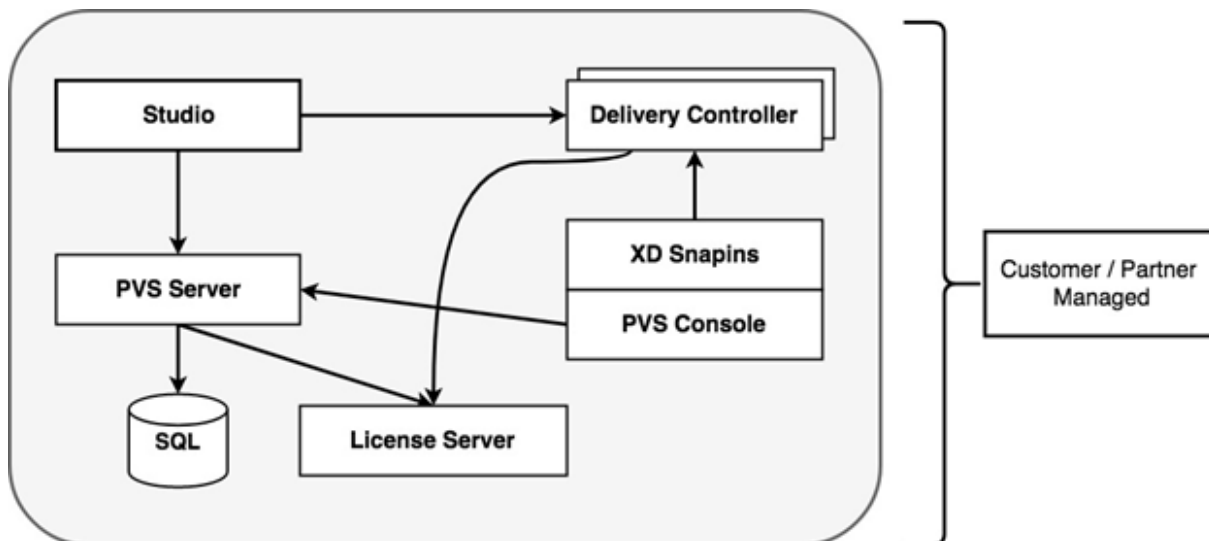 Studio
Delivery Controller
XD Snapins
PVS Server
PVS Console
Customer / Partner
Managed
SQL
License Server